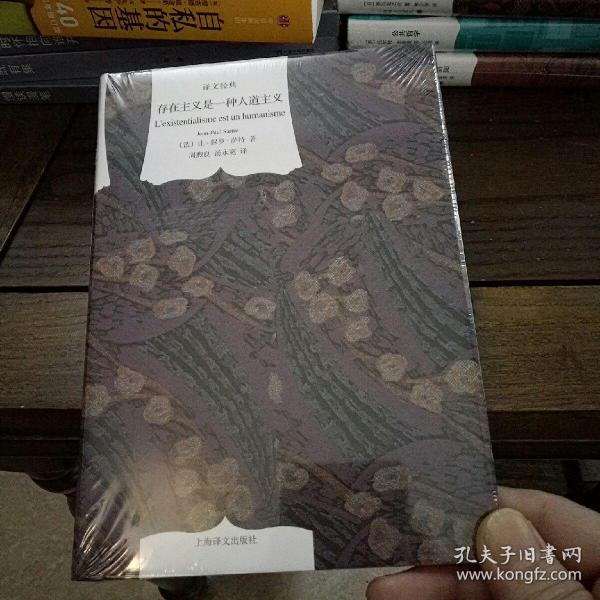 自私的基因
40
译文经典
存在主义是一种人道主义
L'existentialisme est un humanisme
Jean-Paul Sartre
（法）让-保罗·萨特 著
周煦良 汤永宽 译
上海译文出版社
孔夫子旧书网
www.kongfz.com